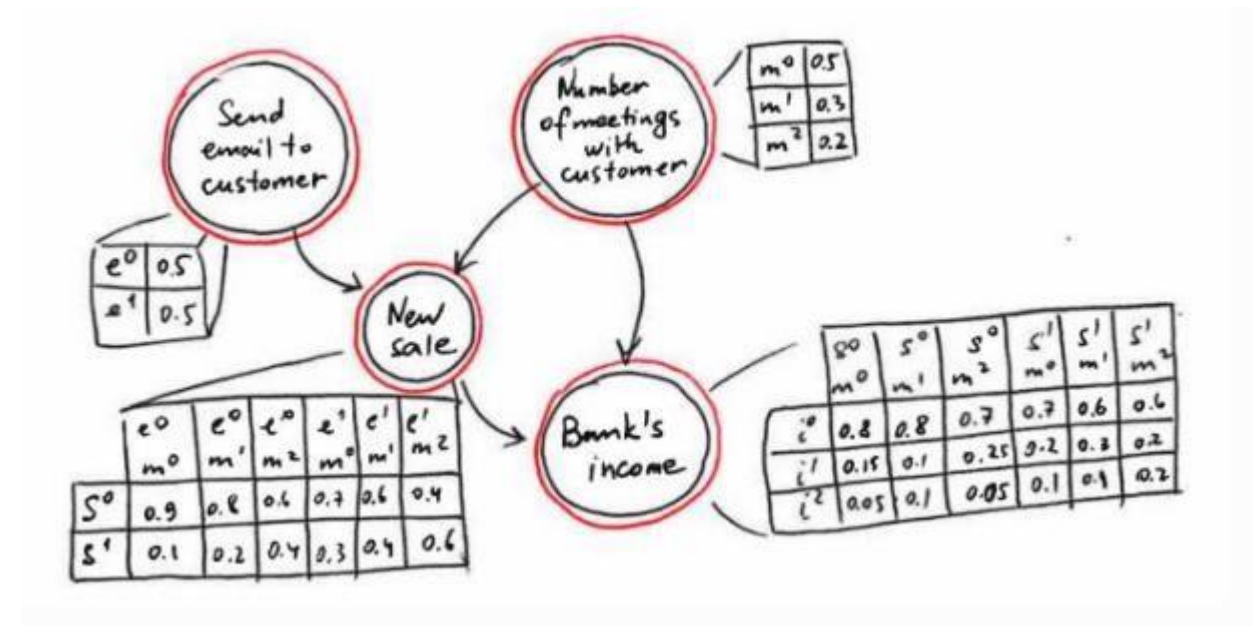 Send
email to
customer
Number
of meetings
with
customer
m⁰ 0.5
m¹ 0.3
m² 0.2
e⁰ 0.5
e¹ 0.5
New
sale
Bank's
income
e⁰ e⁰ e⁰ e¹ e¹ e¹
m⁰ m¹ m² m⁰ m¹ m²
S⁰ 0.9 0.8 0.6 0.7 0.6 0.4
S¹ 0.1 0.2 0.4 0.3 0.4 0.6
S⁰ S⁰ S⁰ S¹ S¹ S¹
m⁰ m¹ m² m⁰ m¹ m²
i⁰ 0.8 0.8 0.7 0.7 0.6 0.6
i¹ 0.15 0.1 0.25 0.2 0.3 0.2
i² 0.05 0.1 0.05 0.1 0.1 0.2